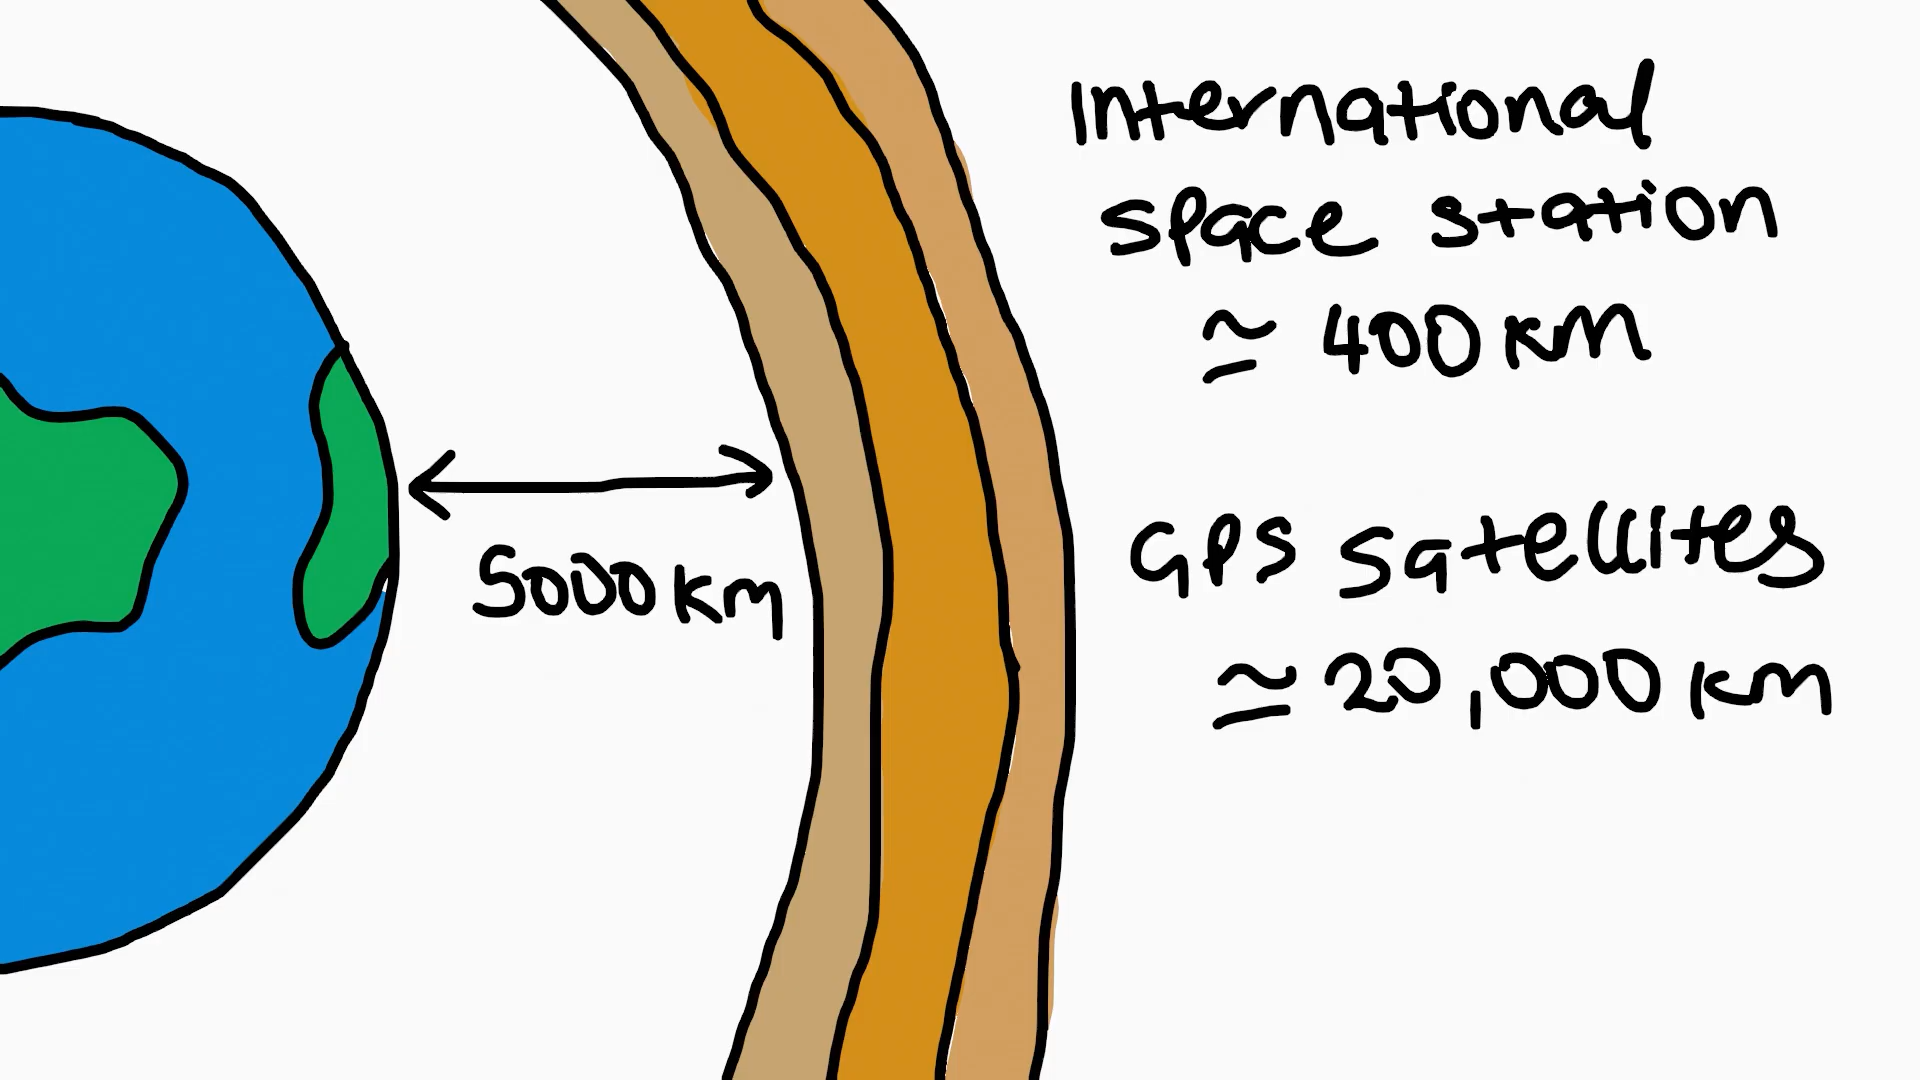 International
space station
≃ 400 km
5000 km
GPS satellites
≃ 20,000 km